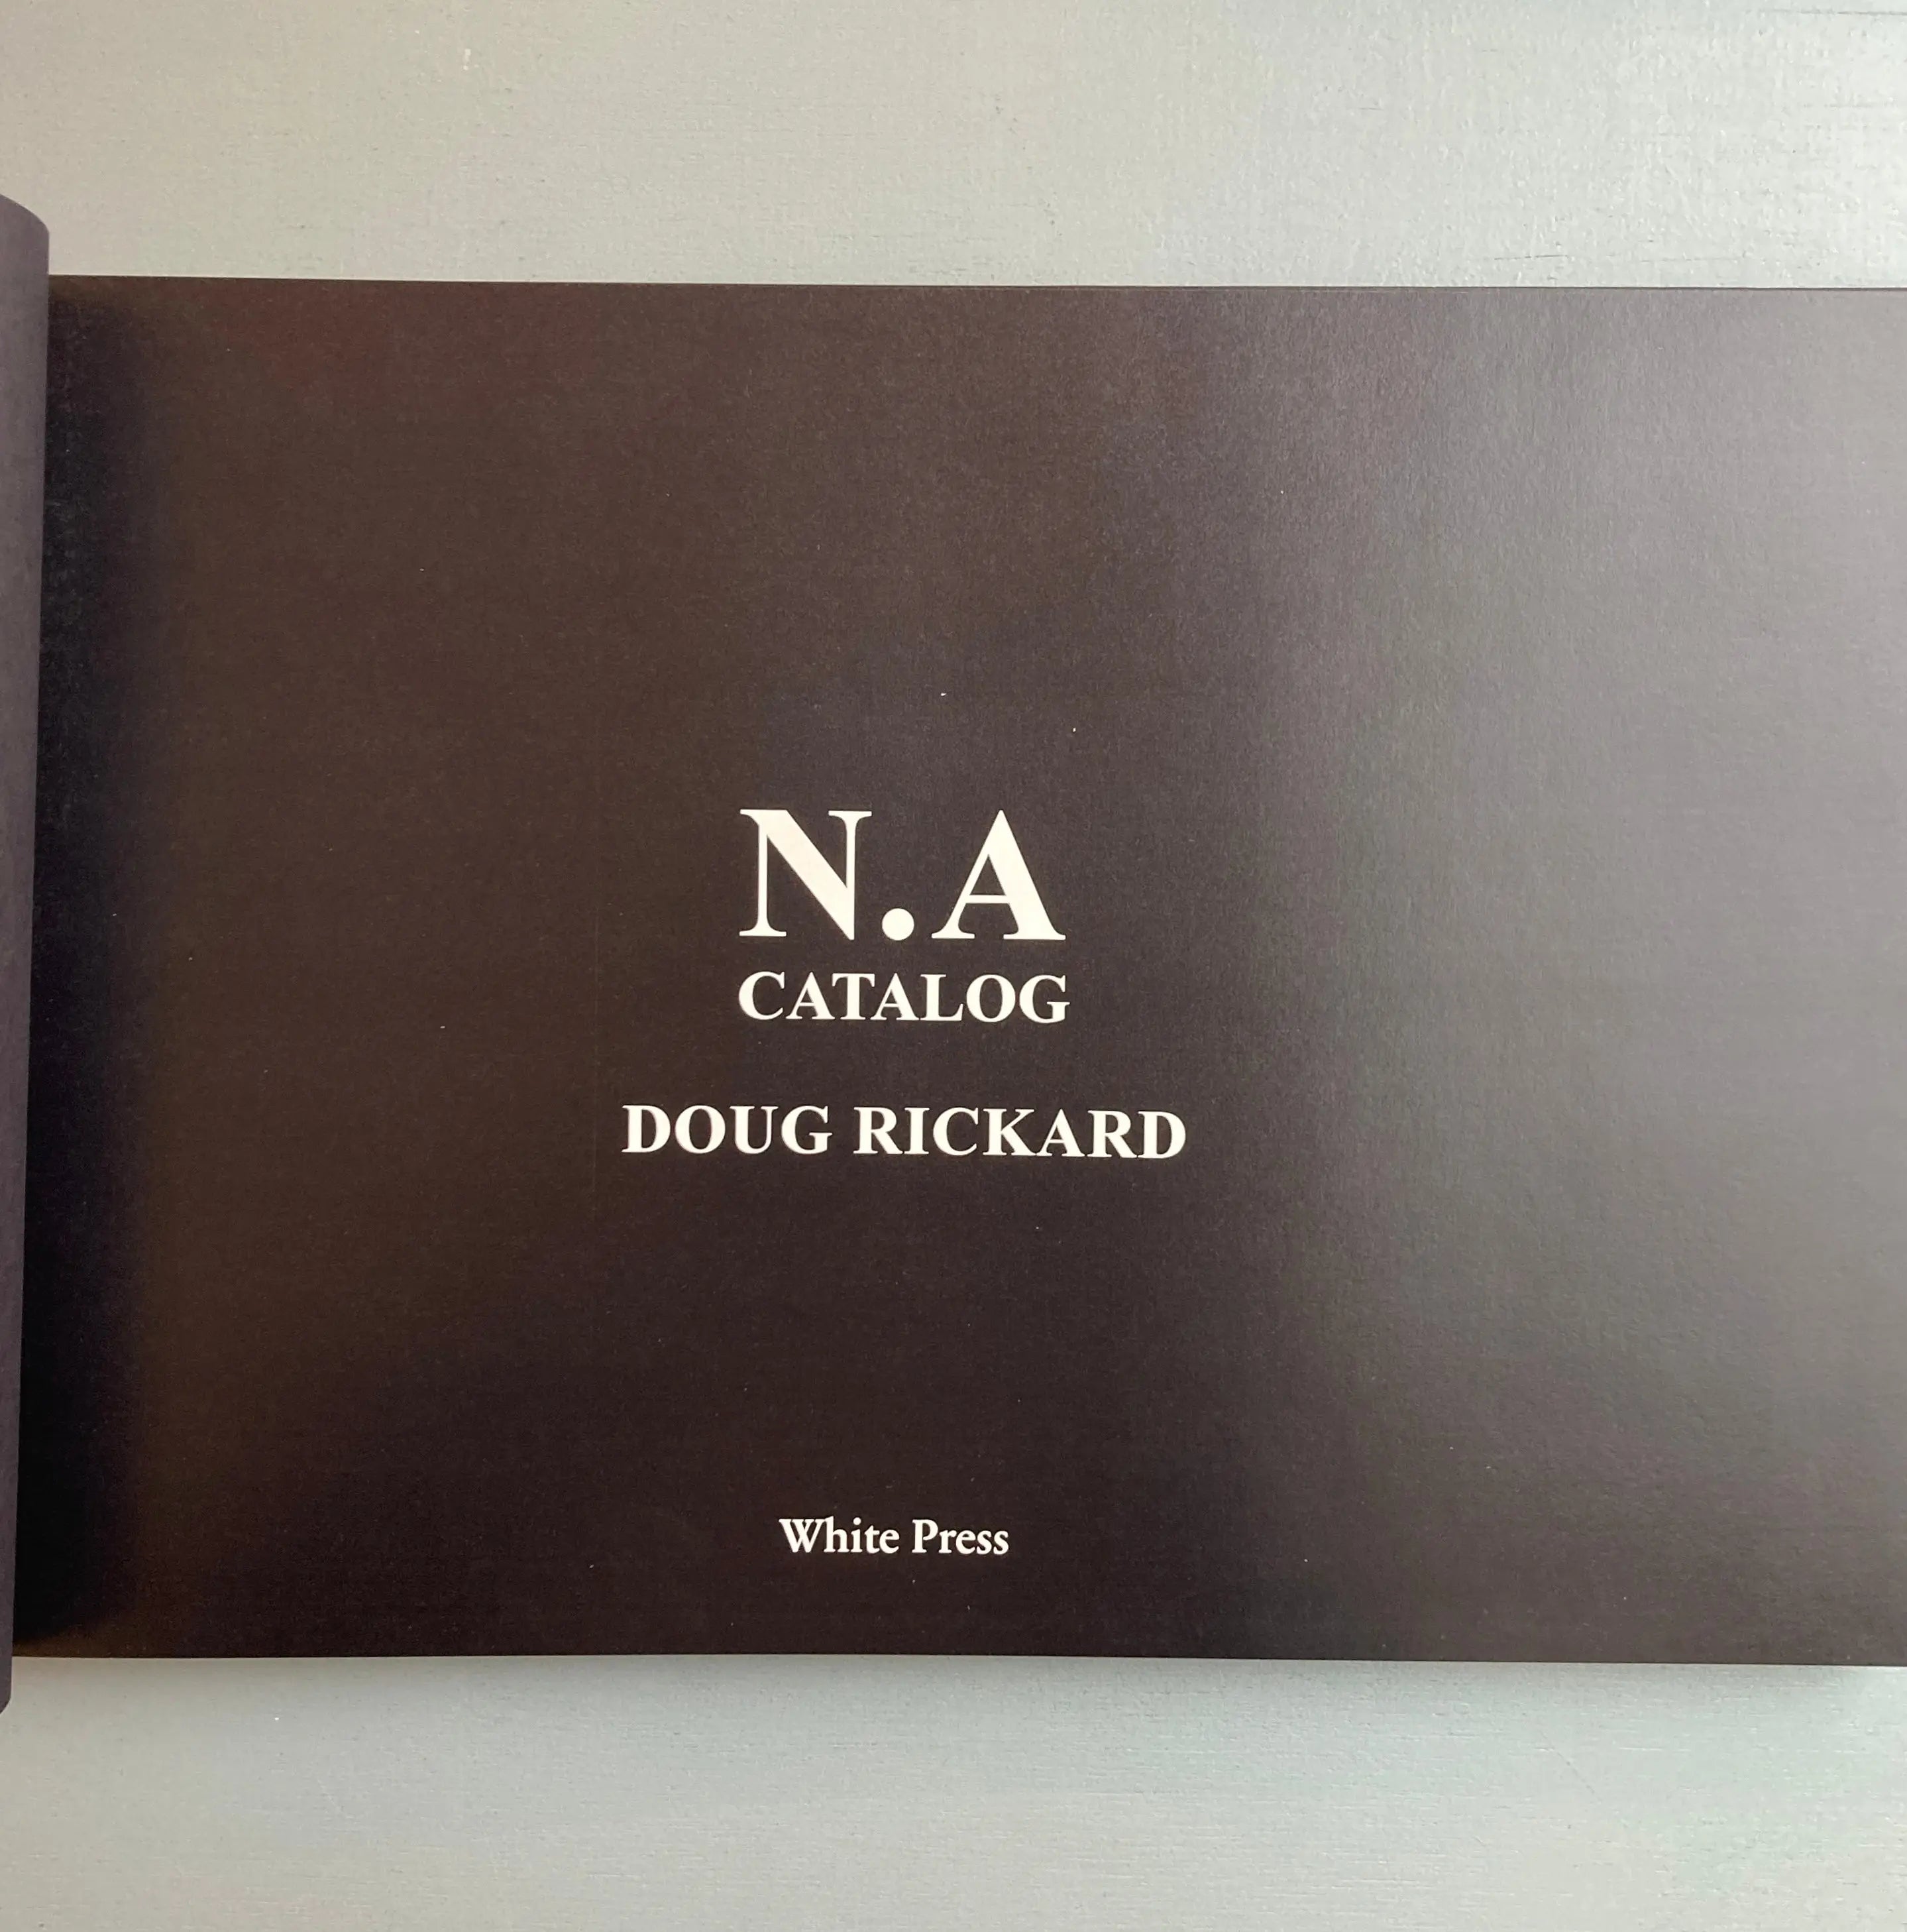 N.A
CATALOG
DOUG RICKARD
White Press